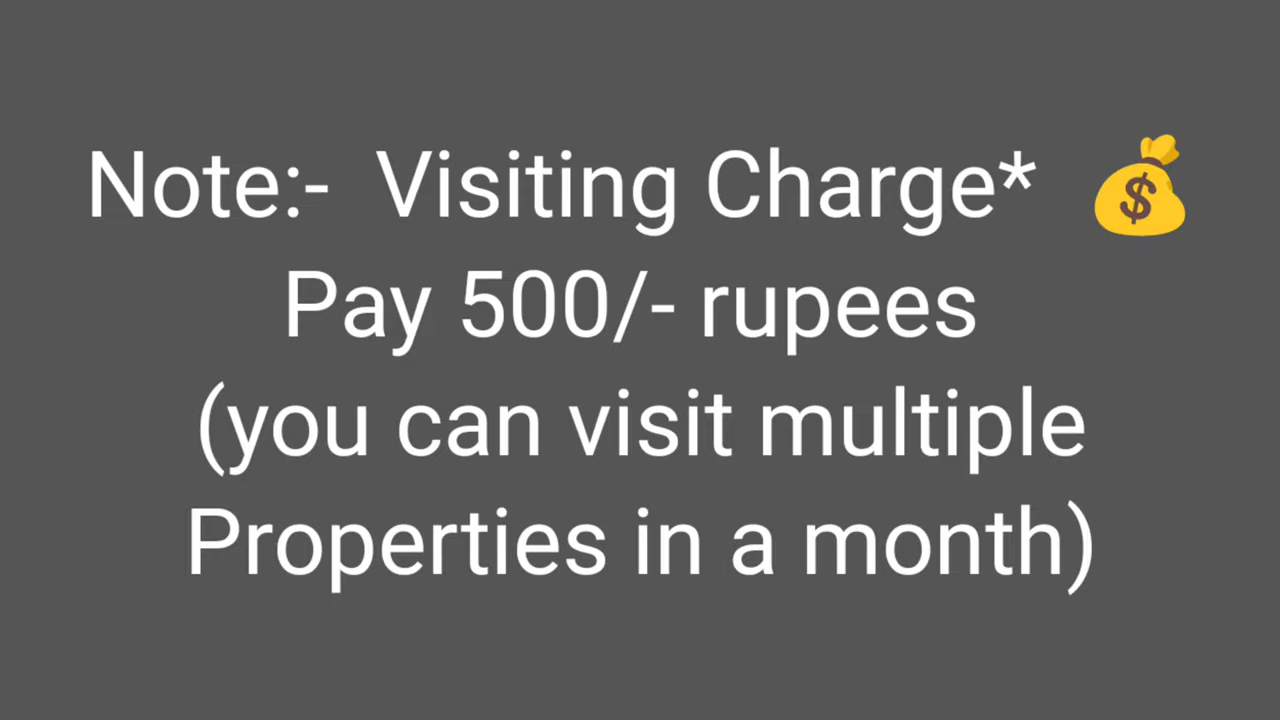 Note:-  Visiting Charge* 💰
Pay 500/- rupees
(you can visit multiple
Properties in a month)